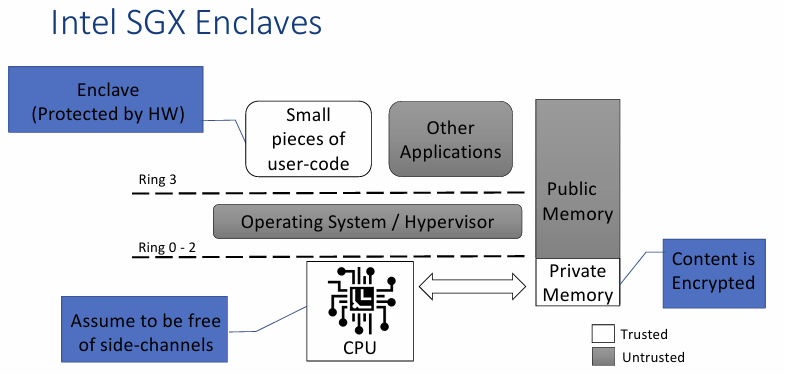 Intel SGX Enclaves
Enclave
(Protected by HW)
Small
pieces of
user-code
Other
Applications
Public
Memory
Ring 3
Operating System / Hypervisor
Ring 0 - 2
Private
Memory
Content is
Encrypted
Assume to be free
of side-channels
CPU
Trusted
Untrusted